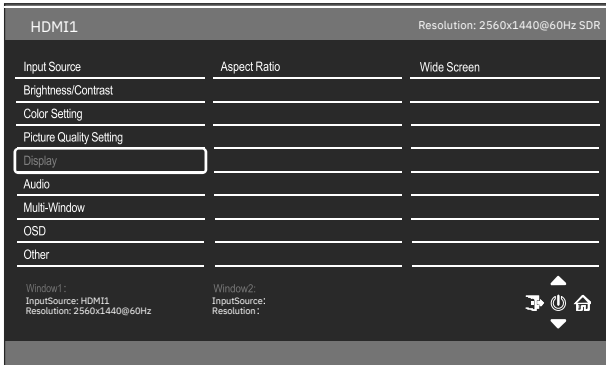 HDMI1
Resolution: 2560x1440@60Hz SDR
Input Source
Aspect Ratio
Wide Screen
Brightness/Contrast
Color Setting
Picture Quality Setting
Display
Audio
Multi-Window
OSD
Other
Window1:
InputSource: HDMI1
Resolution: 2560x1440@60Hz
Window2:
InputSource:
Resolution: